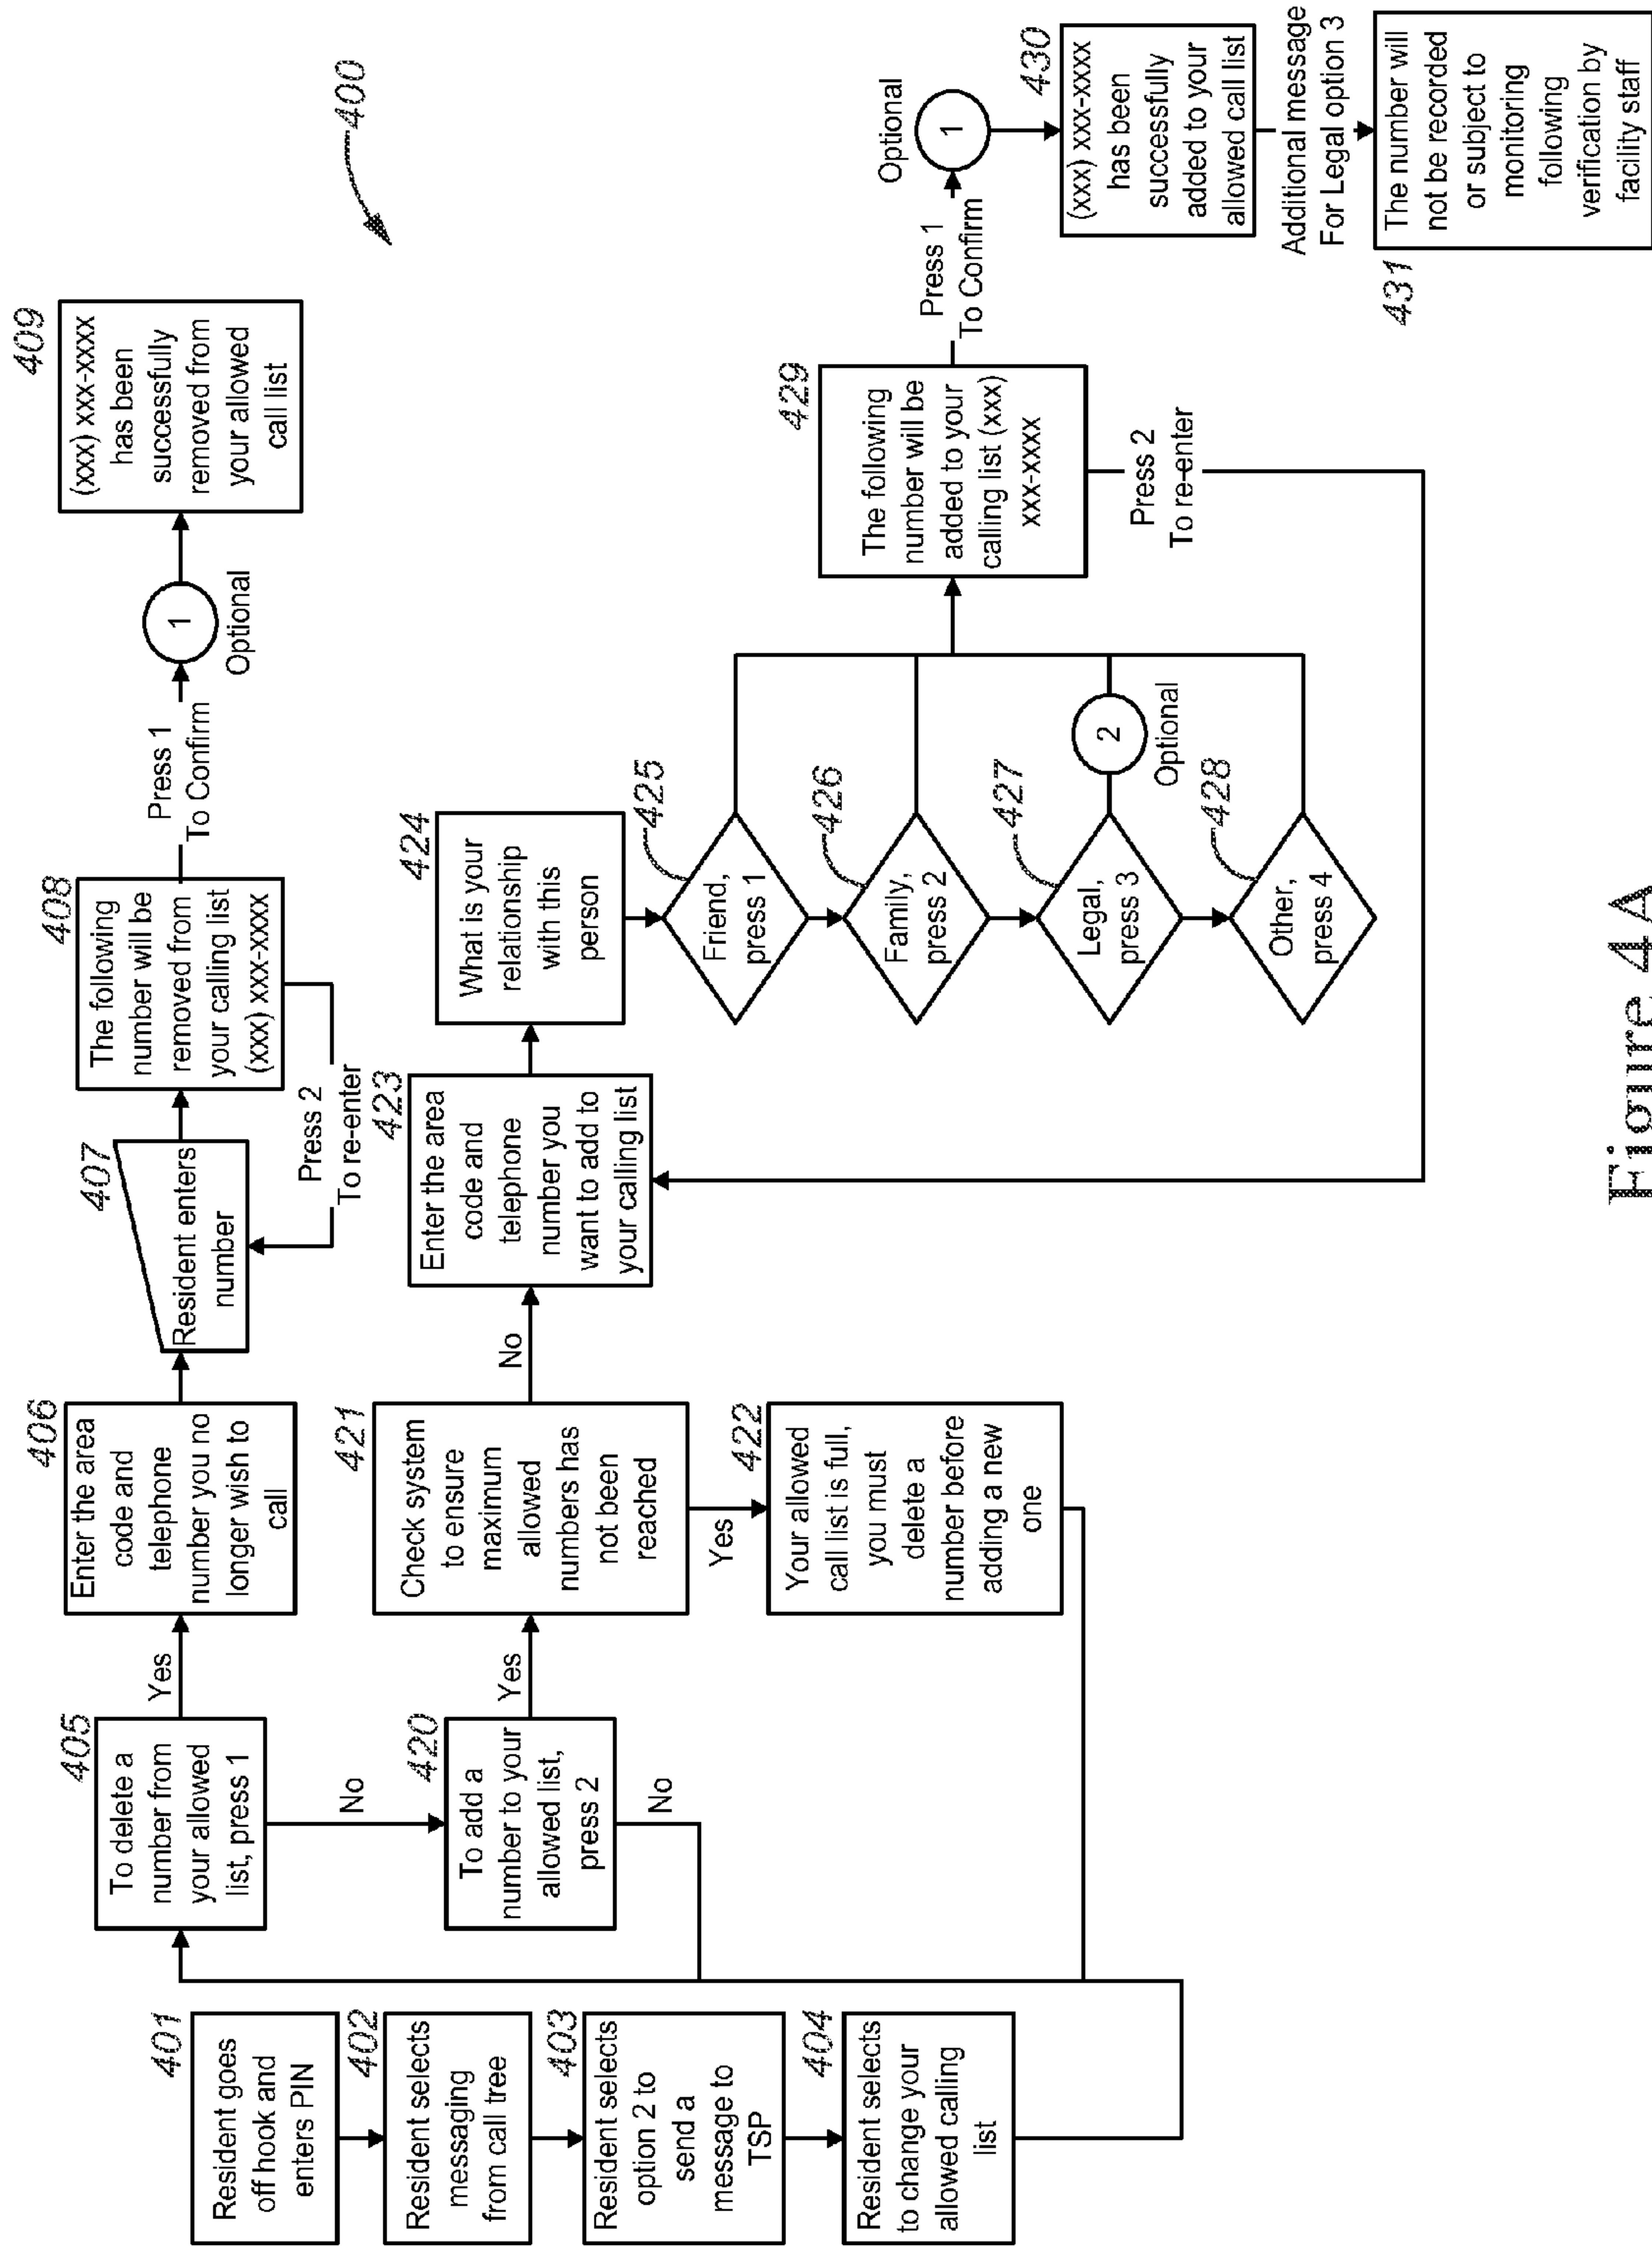 400
401
Resident goes
off hook and
enters PIN
402
Resident selects
messaging
from call tree
403
Resident selects
option 2 to
send a
message to
TSP
404
Resident selects
to change your
allowed calling
list
405
To delete a
number from
your allowed
list, press 1
Yes
No
406
Enter the area
code and
telephone
number you no
longer wish to
call
407
Resident enters
number
408
The following
number will be
removed from
your calling list
(xxx) xxx-xxxx
Press 2
To re-enter
Press 1
To Confirm
1
Optional
409
(xxx) xxx-xxxx
has been
successfully
removed from
your allowed
call list
420
To add a
number to your
allowed list,
press 2
Yes
No
421
Check system
to ensure
maximum
allowed
numbers has
not been
reached
No
Yes
422
Your allowed
call list is full,
you must
delete a
number before
adding a new
one
423
Enter the area
code and
telephone
number you
want to add to
your calling list
424
What is your
relationship
with this
person
425
Friend,
press 1
426
Family,
press 2
427
Legal,
press 3
2
Optional
428
Other,
press 4
429
The following
number will be
added to your
calling list (xxx)
xxx-xxxx
Press 2
To re-enter
Press 1
To Confirm
Optional
1
430
(xxx) xxx-xxxx
has been
successfully
added to your
allowed call list
Additional message
For Legal option 3
431
The number will
not be recorded
or subject to
monitoring
following
verification by
facility staff
Figure 4A